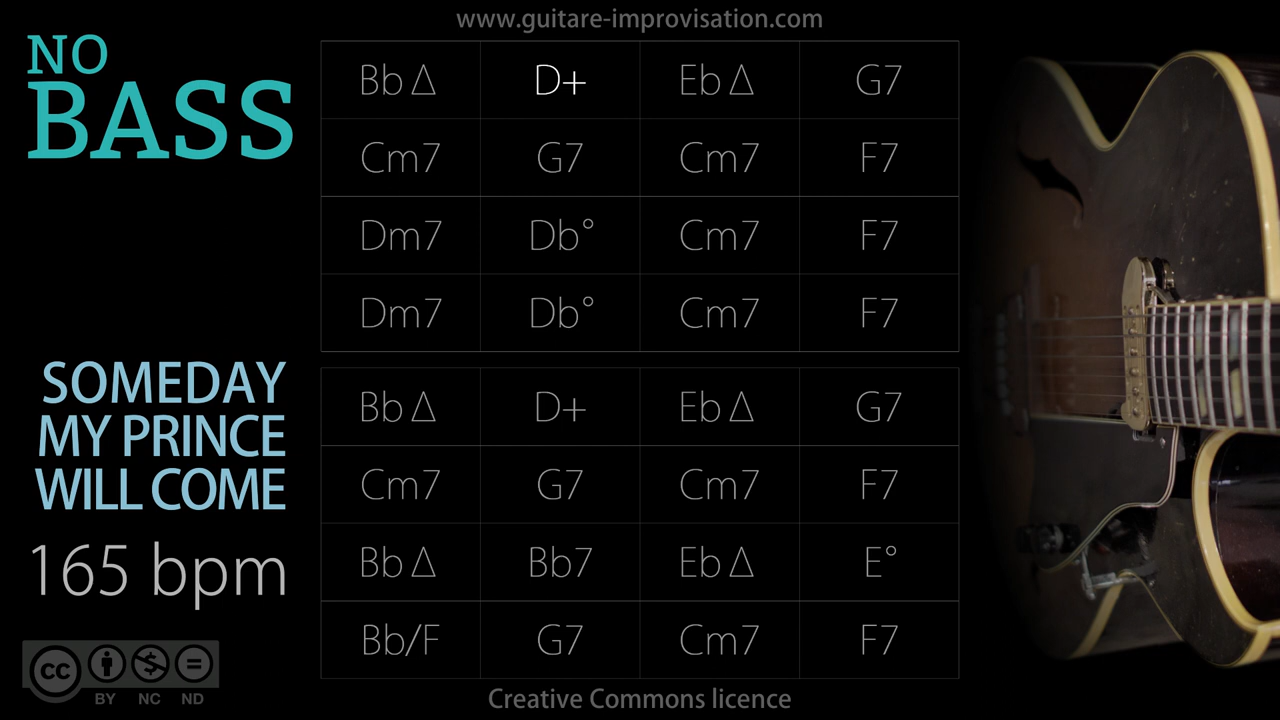 www.guitare-improvisation.com
NO
BASS
Bb Δ D+ Eb Δ G7
Cm7 G7 Cm7 F7
Dm7 Db° Cm7 F7
Dm7 Db° Cm7 F7
Bb Δ D+ Eb Δ G7
Cm7 G7 Cm7 F7
Bb Δ Bb7 Eb Δ E°
Bb/F G7 Cm7 F7
SOMEDAY
MY PRINCE
WILL COME
165 bpm
cc
BY NC ND
Creative Commons licence